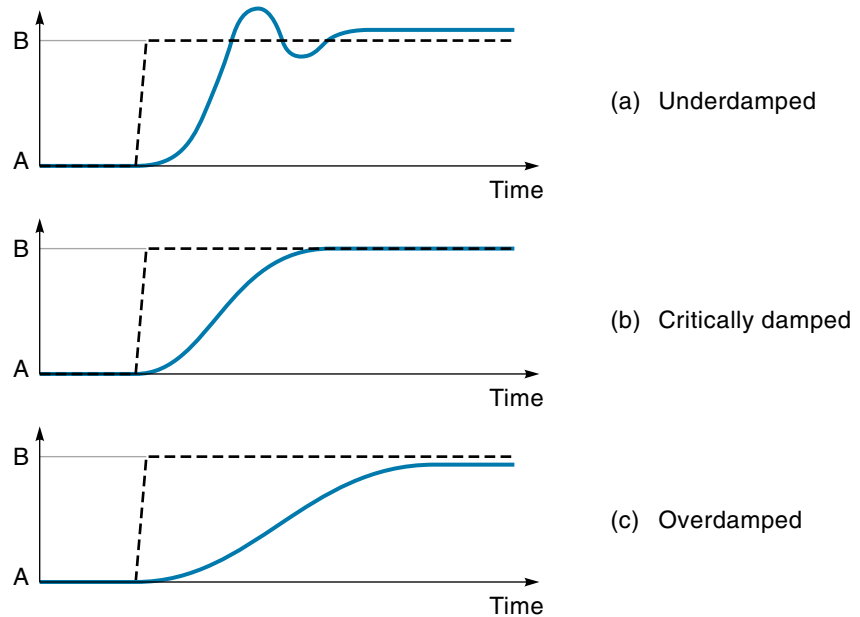 B
A
Time
(a) Underdamped
B
A
Time
(b) Critically damped
B
A
Time
(c) Overdamped